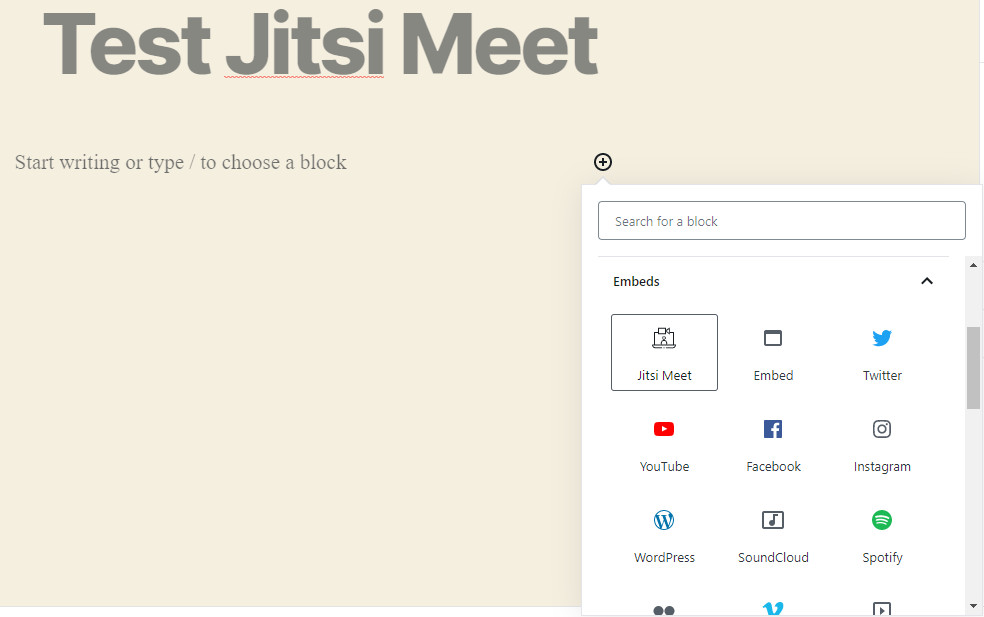 Test Jitsi Meet
Start writing or type / to choose a block
Search for a block
Embeds
Jitsi Meet
Embed
Twitter
YouTube
Facebook
Instagram
WordPress
SoundCloud
Spotify